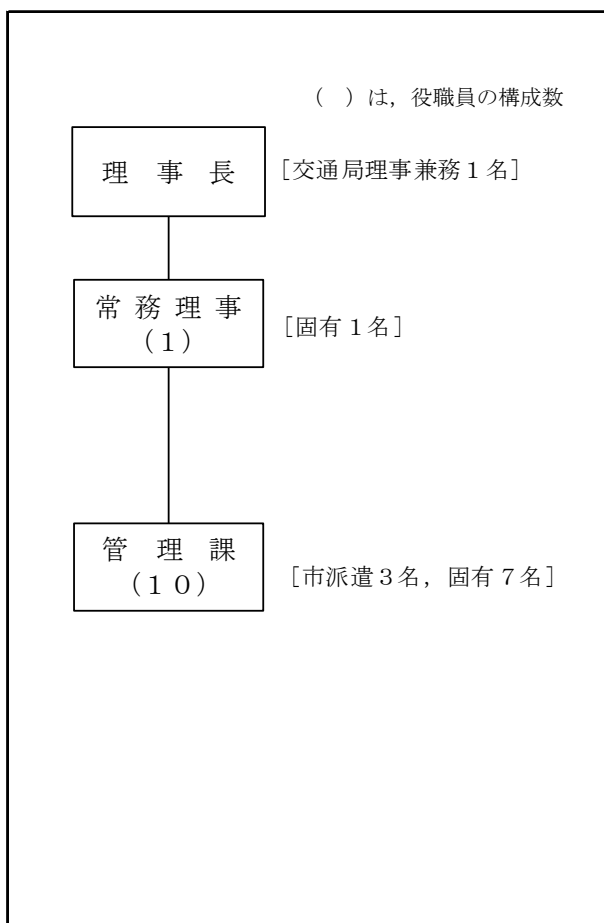 （　）は，役職員の構成数
理　事　長
［交通局理事兼務１名］
常 務 理 事
（１）
［固有１名］
管　理　課
（１０）
［市派遣３名，固有７名］